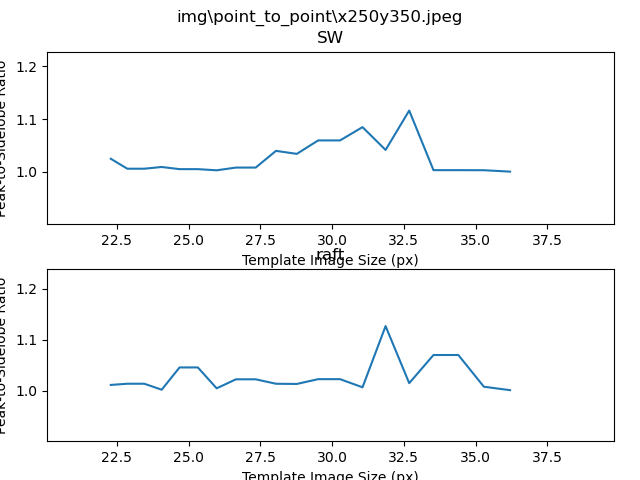 img\point_to_point\x250y350.jpeg
SW
1.2
1.1
1.0
Peak-to-Sidelobe Ratio
22.5 25.0 27.5 30.0 32.5 35.0 37.5
Template Image Size (px)
raft
1.2
1.1
1.0
Peak-to-Sidelobe Ratio
22.5 25.0 27.5 30.0 32.5 35.0 37.5
Template Image Size (px)